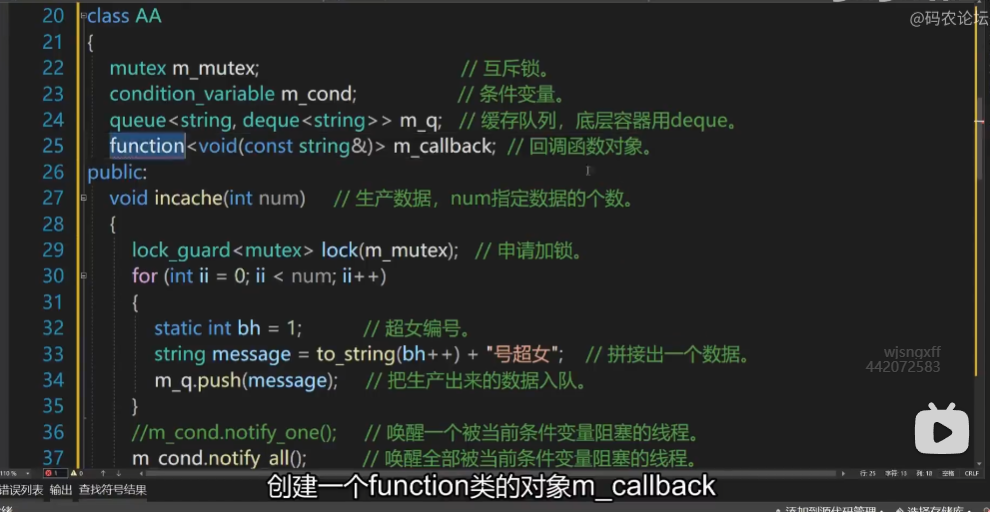 @码农论坛
20 class AA
21 {
22 mutex m_mutex; // 互斥锁。
23 condition_variable m_cond; // 条件变量。
24 queue<string, deque<string>> m_q; // 缓存队列，底层容器用deque。
25 function<void(const string&)> m_callback; // 回调函数对象。
26 public:
27 void incache(int num) // 生产数据，num指定数据的个数。
28 {
29 lock_guard<mutex> lock(m_mutex); // 申请加锁。
30 for (int ii = 0; ii < num; ii++)
31 {
32 static int bh = 1; // 超女编号。
33 string message = to_string(bh++) + "号超女"; // 拼接出一个数据。
34 m_q.push(message); // 把生产出来的数据入队。
35 }
36 //m_cond.notify_one(); // 唤醒一个被当前条件变量阻塞的线程。
37 m_cond.notify_all(); // 唤醒全部被当前条件变量阻塞的线程。
wjsngxff
442072583
110 %
错误列表 输出 查找符号结果
创建一个function类的对象m_callback